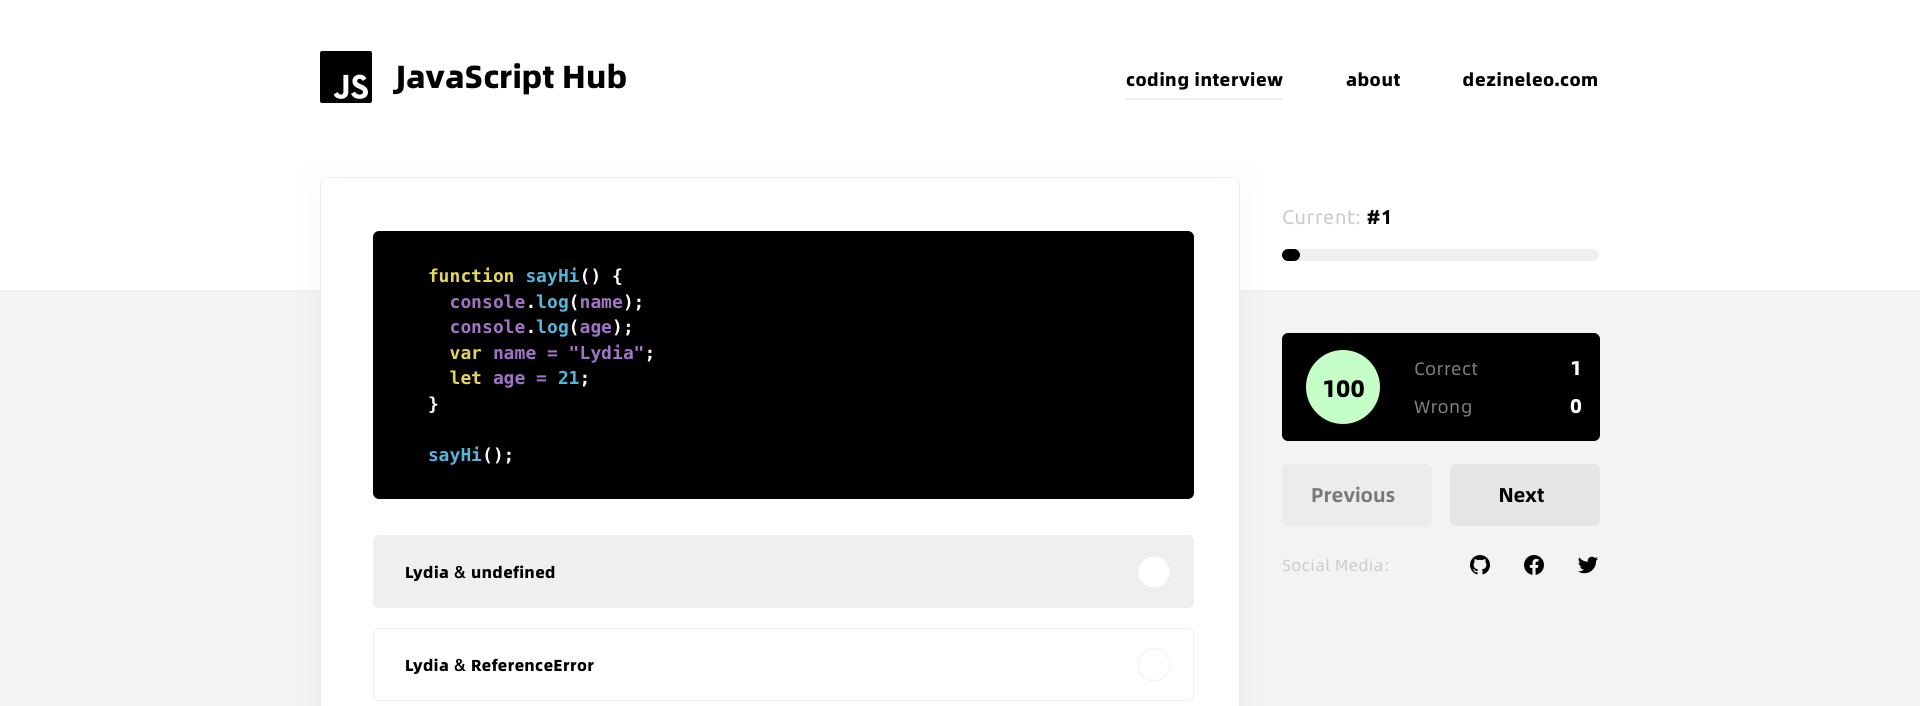 JS
JavaScript Hub
coding interview
about
dezineleo.com
function sayHi() {
  console.log(name);
  console.log(age);
  var name = "Lydia";
  let age = 21;
}
sayHi();
Lydia & undefined
Lydia & ReferenceError
Current: #1
100
Correct 1
Wrong 0
Previous
Next
Social Media: